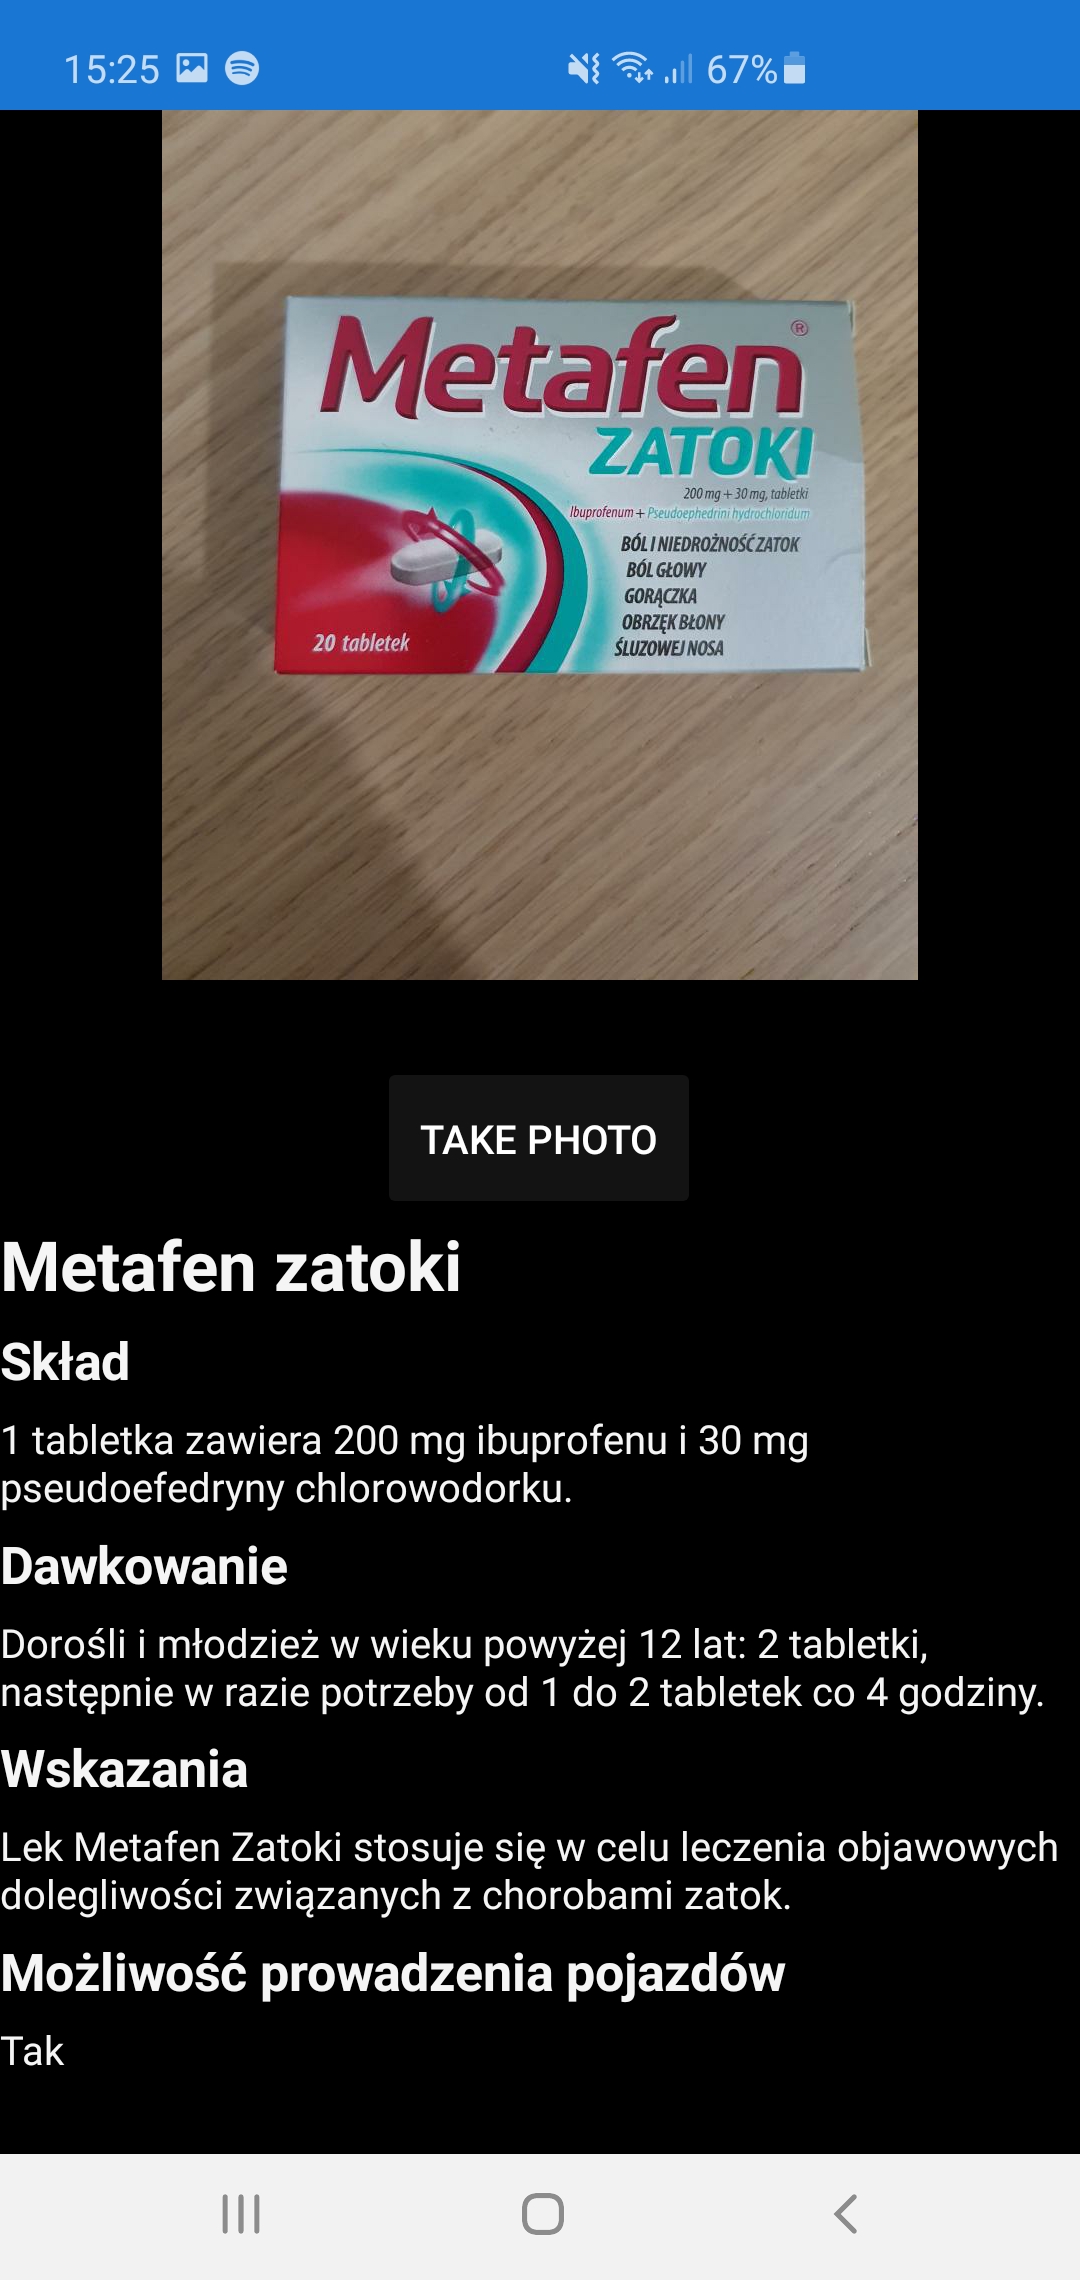 15:25 67%
Metafen®
ZATOKI
200 mg + 30 mg, tabletki
Ibuprofenum + Pseudoephedrini hydrochloridum
BÓL I NIEDROŻNOŚĆ ZATOK
BÓL GŁOWY
GORĄCZKA
OBRZĘK BŁONY
ŚLUZOWEJ NOSA
20 tabletek
TAKE PHOTO
Metafen zatoki
Skład
1 tabletka zawiera 200 mg ibuprofenu i 30 mg
pseudoefedryny chlorowodorku.
Dawkowanie
Dorośli i młodzież w wieku powyżej 12 lat: 2 tabletki,
następnie w razie potrzeby od 1 do 2 tabletek co 4 godziny.
Wskazania
Lek Metafen Zatoki stosuje się w celu leczenia objawowych
dolegliwości związanych z chorobami zatok.
Możliwość prowadzenia pojazdów
Tak